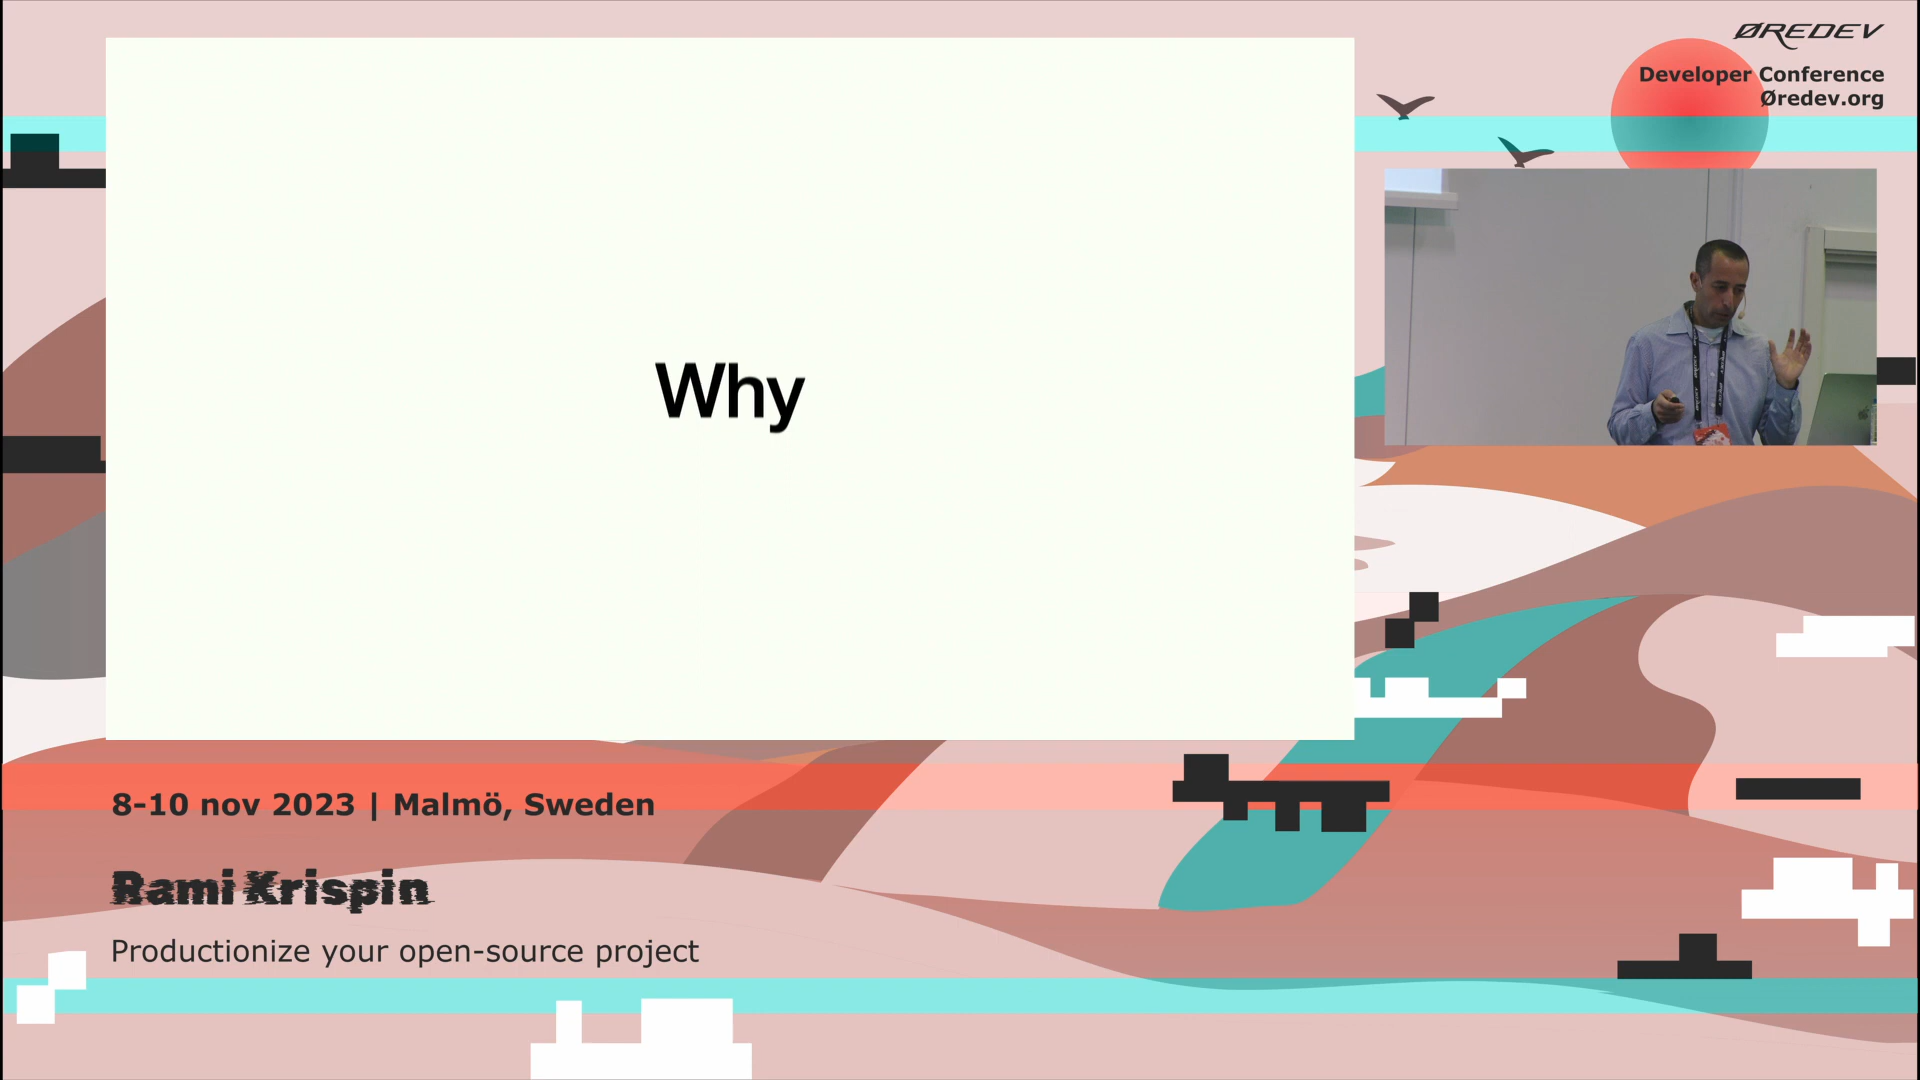 ØREDEV
Developer Conference
Øredev.org
Why
8-10 nov 2023 | Malmö, Sweden
Rami Krispin
Productionize your open-source project